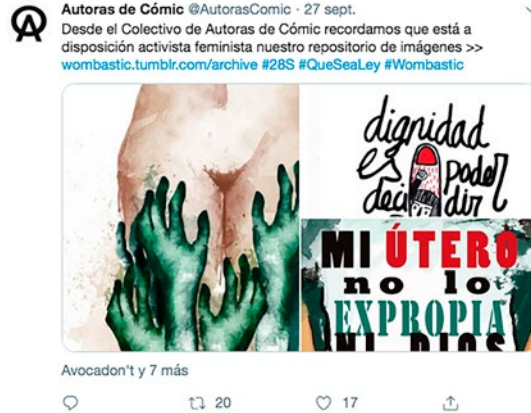 Autoras de Cómic @AutorasComic · 27 sept.
Desde el Colectivo de Autoras de Cómic recordamos que está a
disposición activista feminista nuestro repositorio de imágenes >>
wombastic.tumblr.com/archive #28S #QueSeaLey #Wombastic
dignidad
es poder
decidir
MI ÚTERO
no lo
EXPROPIA
NI DIOS
Avocadon't y 7 más
20
17